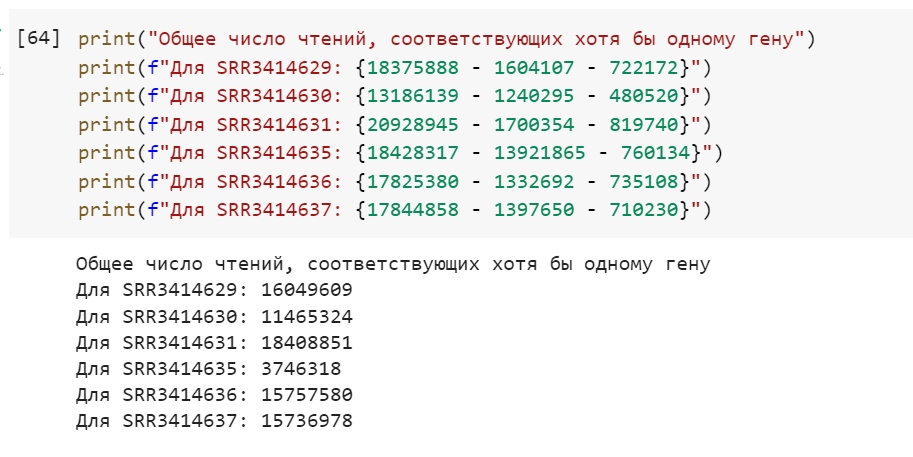 [64] print("Общее число чтений, соответствующих хотя бы одному гену")
print(f"Для SRR3414629: {18375888 - 1604107 - 722172}")
print(f"Для SRR3414630: {13186139 - 1240295 - 480520}")
print(f"Для SRR3414631: {20928945 - 1700354 - 819740}")
print(f"Для SRR3414635: {18428317 - 13921865 - 760134}")
print(f"Для SRR3414636: {17825380 - 1332692 - 735108}")
print(f"Для SRR3414637: {17844858 - 1397650 - 710230}")
Общее число чтений, соответствующих хотя бы одному гену
Для SRR3414629: 16049609
Для SRR3414630: 11465324
Для SRR3414631: 18408851
Для SRR3414635: 3746318
Для SRR3414636: 15757580
Для SRR3414637: 15736978